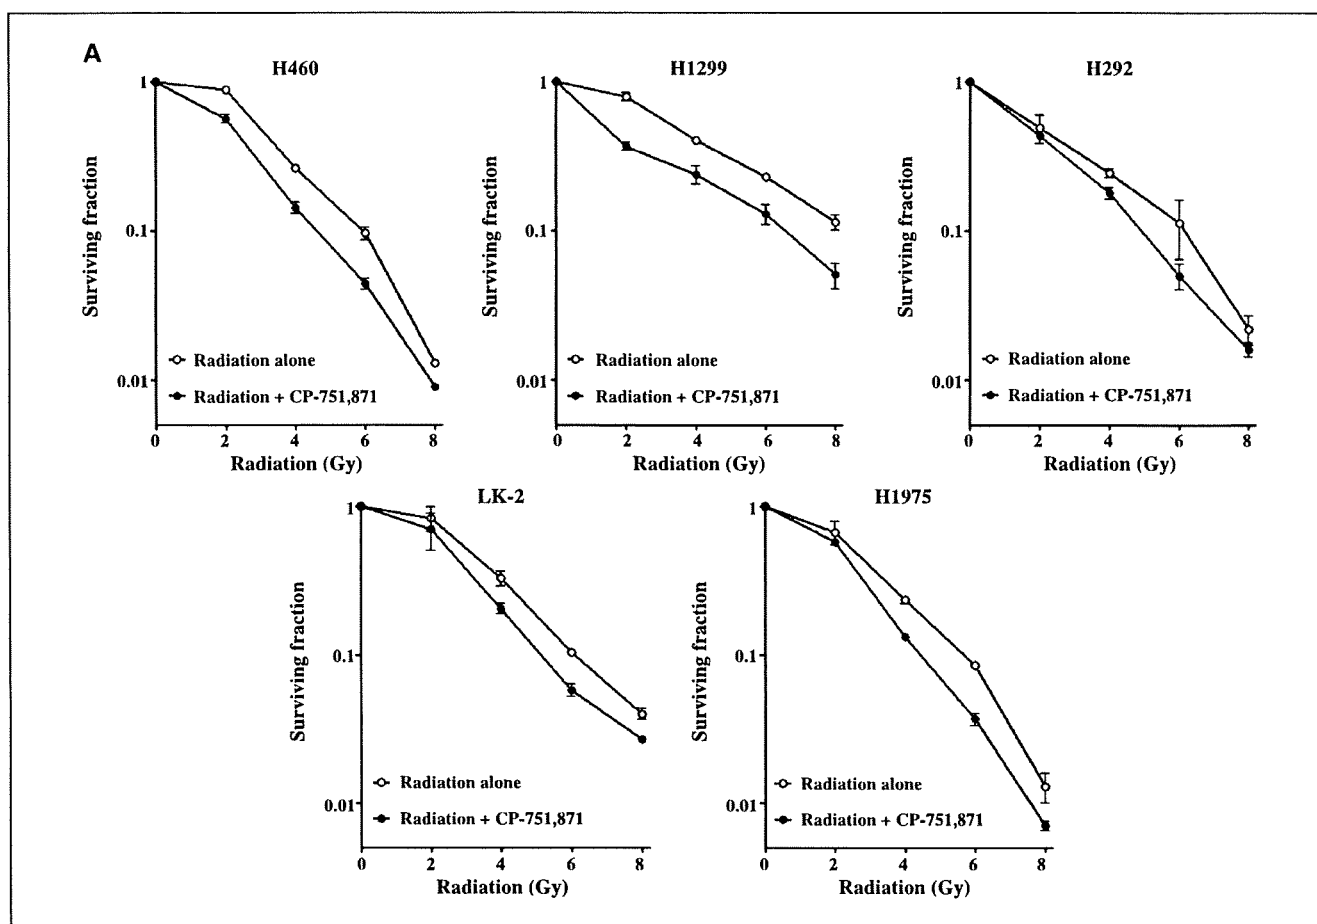 A
H460
Surviving fraction
1
0.1
0.01
Radiation alone
Radiation + CP-751,871
0 2 4 6 8
Radiation (Gy)
H1299
Surviving fraction
1
0.1
0.01
Radiation alone
Radiation + CP-751,871
0 2 4 6 8
Radiation (Gy)
H292
Surviving fraction
1
0.1
0.01
Radiation alone
Radiation + CP-751,871
0 2 4 6 8
Radiation (Gy)
LK-2
Surviving fraction
1
0.1
0.01
Radiation alone
Radiation + CP-751,871
0 2 4 6 8
Radiation (Gy)
H1975
Surviving fraction
1
0.1
0.01
Radiation alone
Radiation + CP-751,871
0 2 4 6 8
Radiation (Gy)